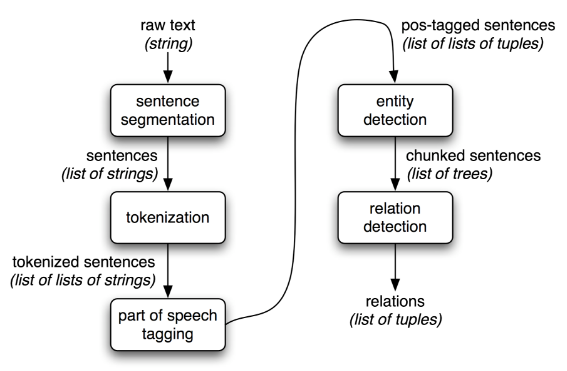 raw text
(string)
sentence
segmentation
sentences
(list of strings)
tokenization
tokenized sentences
(list of lists of strings)
part of speech
tagging
pos-tagged sentences
(list of lists of tuples)
entity
detection
chunked sentences
(list of trees)
relation
detection
relations
(list of tuples)